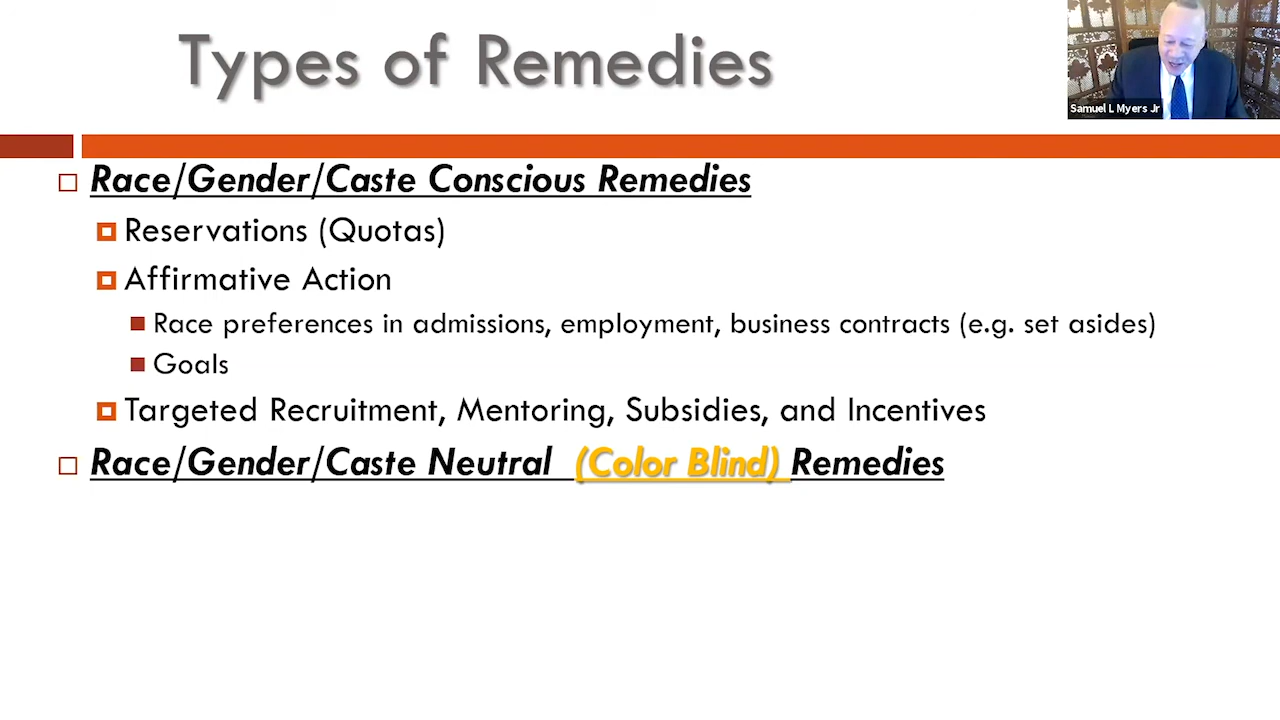 Types of Remedies
Samuel L Myers Jr
Race/Gender/Caste Conscious Remedies
Reservations (Quotas)
Affirmative Action
Race preferences in admissions, employment, business contracts (e.g. set asides)
Goals
Targeted Recruitment, Mentoring, Subsidies, and Incentives
Race/Gender/Caste Neutral (Color Blind) Remedies